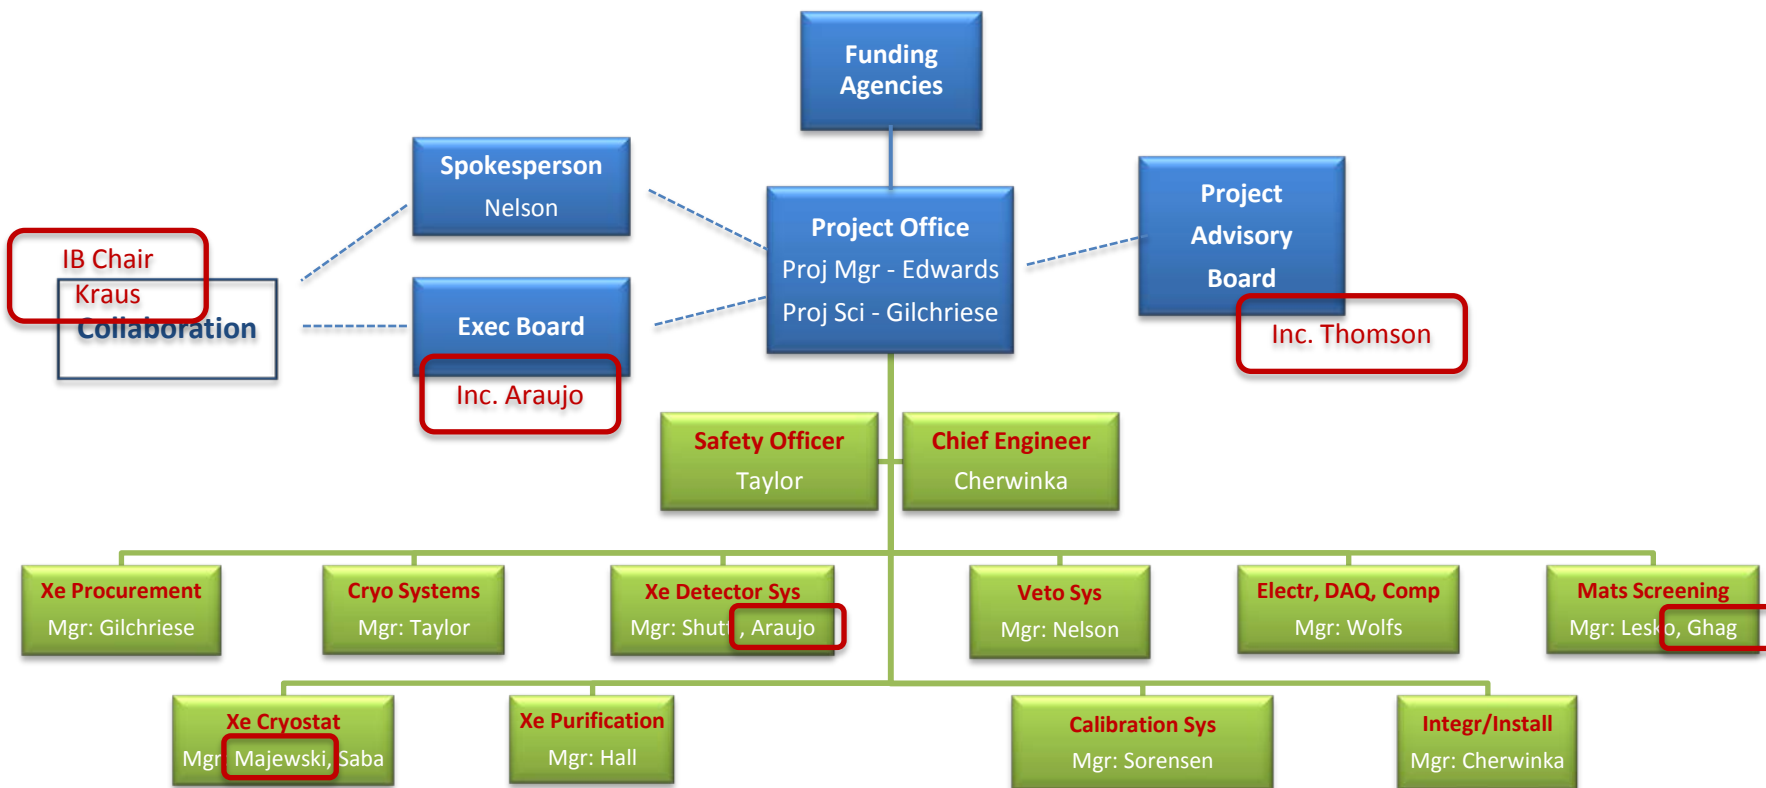 Funding
Agencies
Spokesperson
Nelson
Project Office
Proj Mgr - Edwards
Proj Sci - Gilchriese
Project
Advisory
Board
Inc. Thomson
IB Chair
Kraus
Collaboration
Exec Board
Inc. Araujo
Safety Officer
Taylor
Chief Engineer
Cherwinka
Xe Procurement
Mgr: Gilchriese
Cryo Systems
Mgr: Taylor
Xe Detector Sys
Mgr: Shutt, Araujo
Veto Sys
Mgr: Nelson
Electr, DAQ, Comp
Mgr: Wolfs
Mats Screening
Mgr: Lesko, Ghag
Xe Cryostat
Mgr: Majewski, Saba
Xe Purification
Mgr: Hall
Calibration Sys
Mgr: Sorensen
Integr/Install
Mgr: Cherwinka